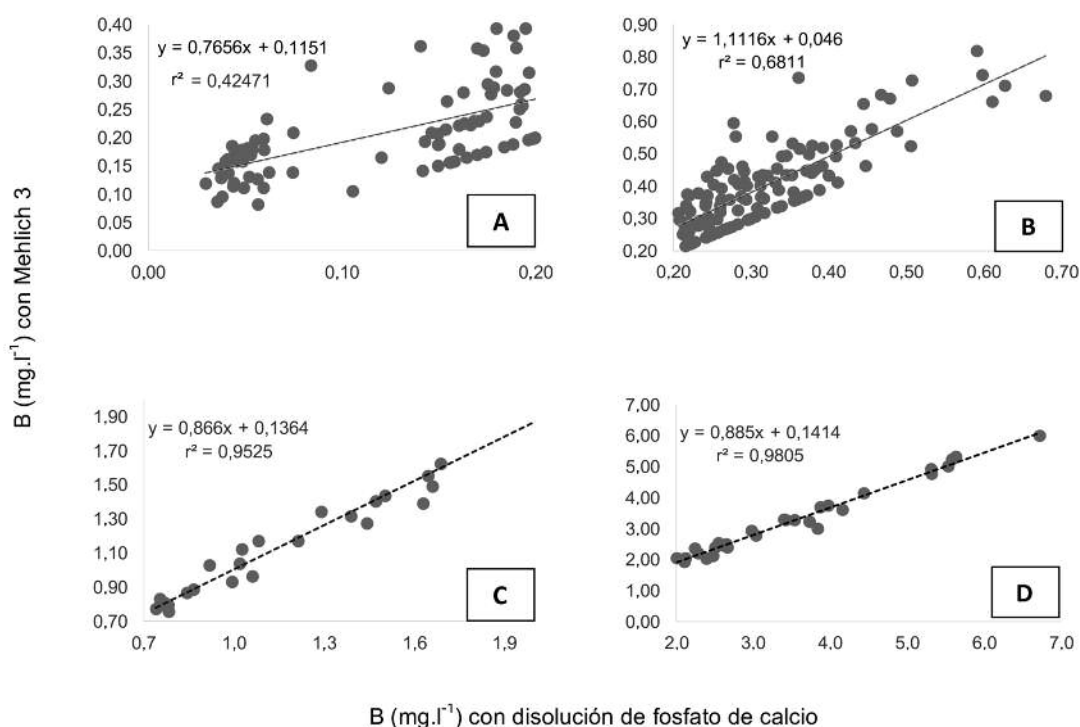 B (mg.l⁻¹) con Mehlich 3
0,40
0,35
0,30
0,25
0,20
0,15
0,10
0,05
0,00
y = 0,7656x + 0,1151
r² = 0,42471
A
0,00 0,10 0,20
0,90
0,80
0,70
0,60
0,50
0,40
0,30
0,20
y = 1,1116x + 0,046
r² = 0,6811
B
0,20 0,30 0,40 0,50 0,60 0,70
1,90
1,70
1,50
1,30
1.10
0,90
0,70
y = 0,866x + 0,1364
r² = 0,9525
C
0,7 1,0 1,3 1,6 1,9
7,00
6,00
5,00
4,00
3,00
2,00
1,00
0,00
y = 0,885x + 0,1414
r² = 0,9805
D
2.0 3.0 4,0 5,0 6,0 7.0
B (mg.l⁻¹) con disolución de fosfato de calcio